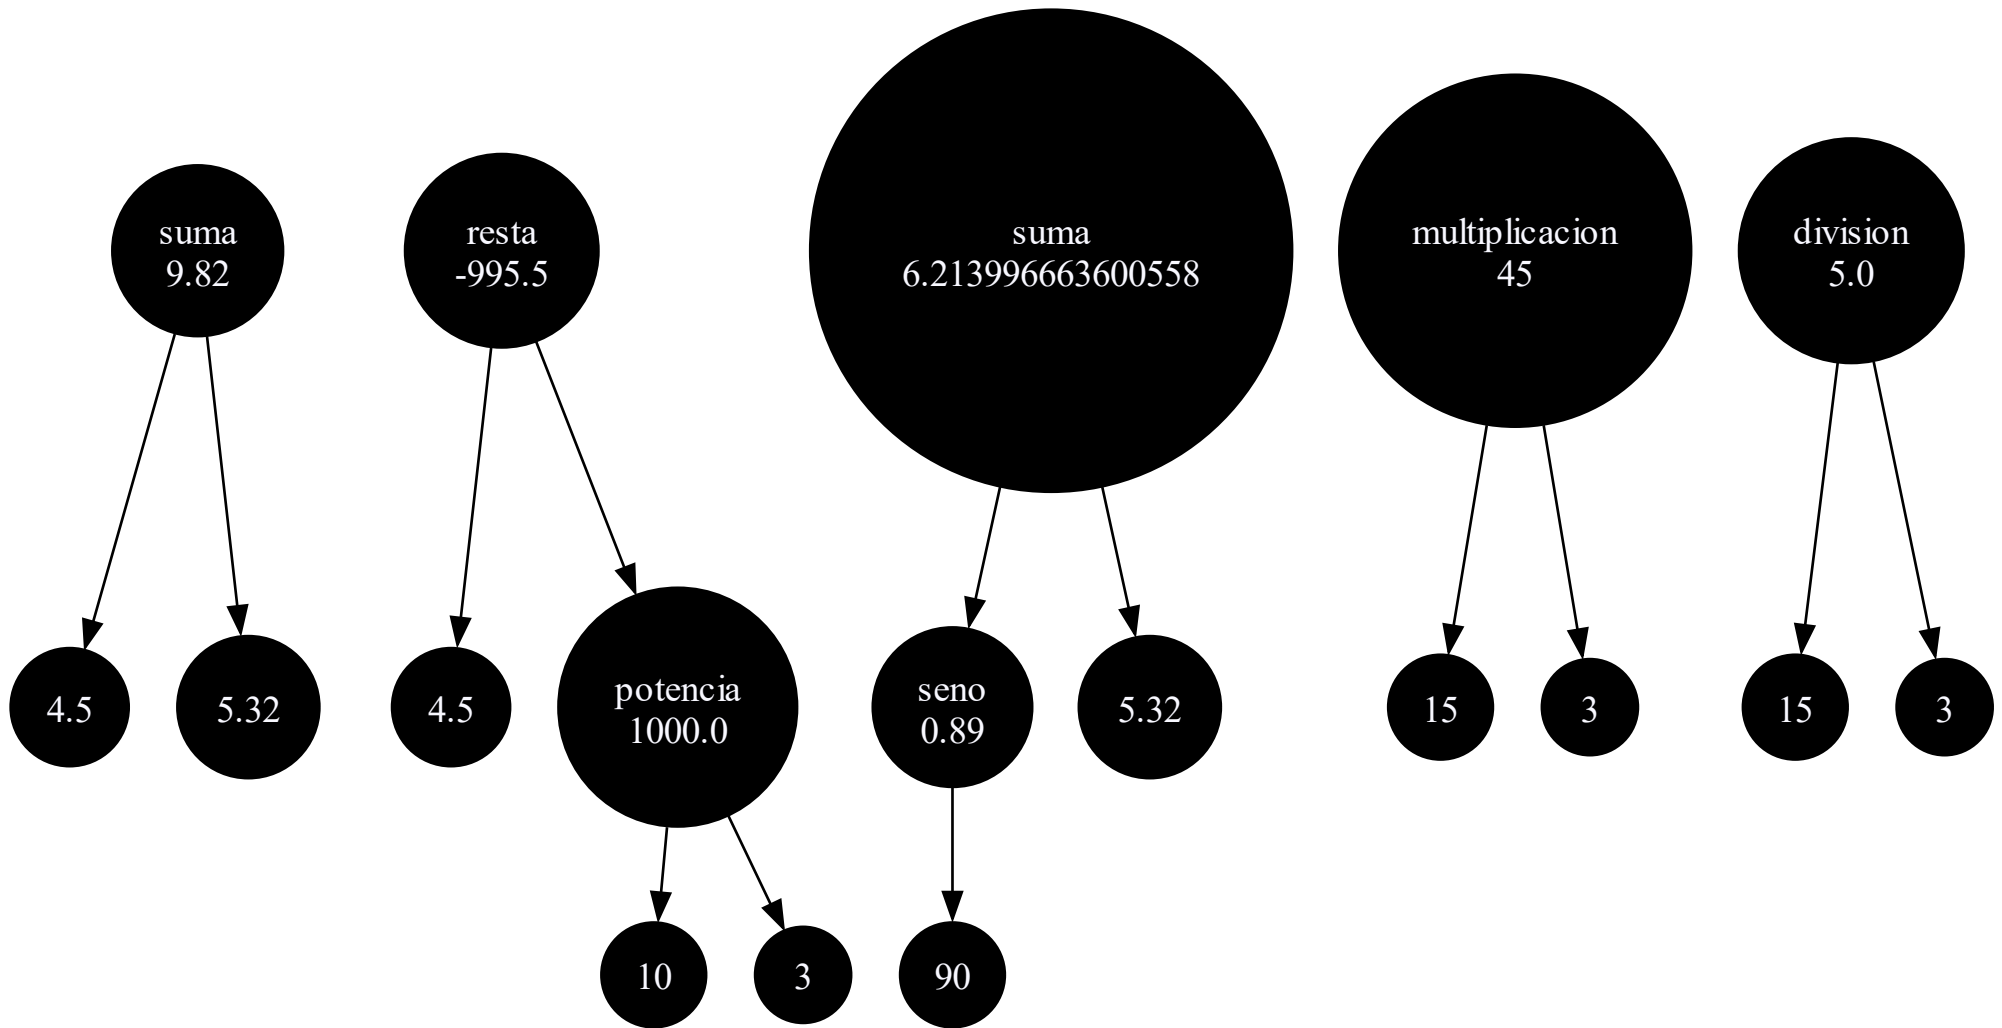 suma
9.82
resta
-995.5
suma
6.213996663600558
multiplicacion
45
division
5.0
4.5
5.32
4.5
potencia
1000.0
seno
0.89
5.32
15
3
15
3
10
3
90